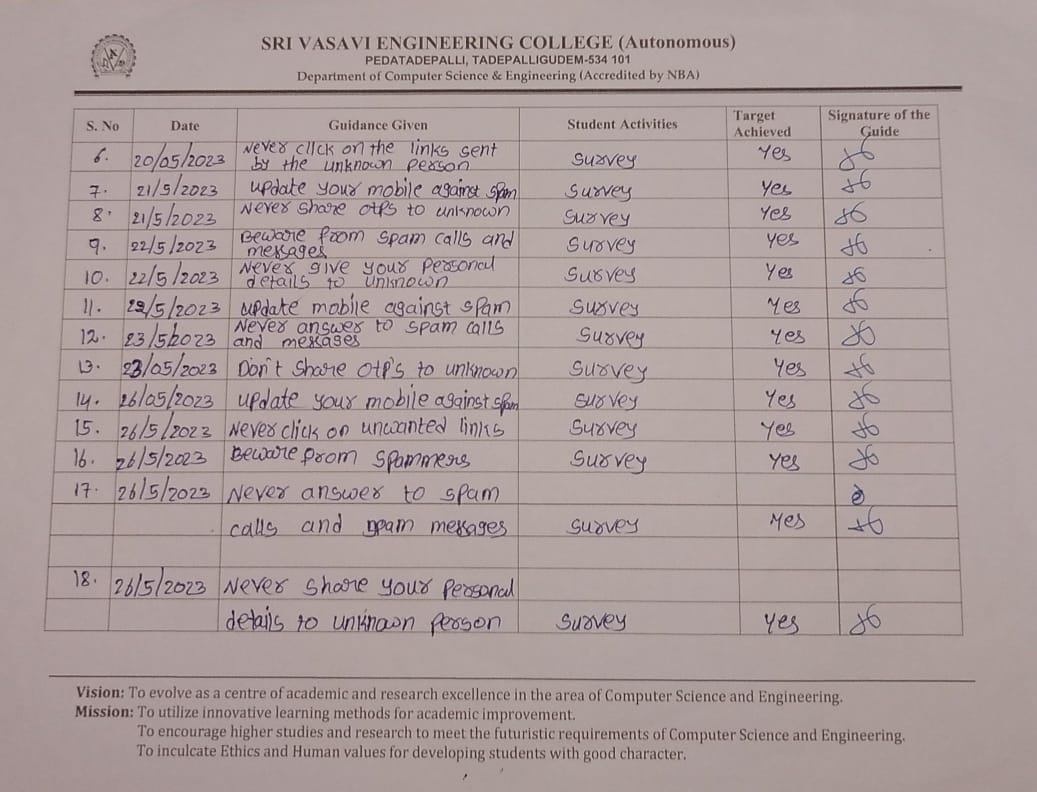 SRI VASAVI ENGINEERING COLLEGE (Autonomous)
PEDATADEPALLI, TADEPALLIGUDEM-534 101
Department of Computer Science & Engineering (Accredited by NBA)
S. No Date Guidance Given Student Activities Target Achieved Signature of the Guide
6. 20/05/2023 Never click on the links sent
by the unknown person Survey Yes
7. 21/5/2023 update your mobile against spam Survey Yes
8. 21/5/2023 Never share otps to unknown Survey Yes
9. 22/5/2023 Beware from spam calls and
messages Survey Yes
10. 22/5/2023 Never give your personal
details to unknown Survey Yes
11. /5/2023 update mobile against spam Survey Yes
12. 23/5/2023 Never answer to spam calls
and messages Survey Yes
13. 23/05/2023 Don't share otp's to unknown Survey Yes
14. 26/05/2023 update your mobile against spam Survey Yes
15. 26/5/2023 Never click on unwanted links Survey Yes
16. 26/5/2023 Beware from spammers Survey Yes
17. 26/5/2023 Never answer to spam
calls and spam messages Survey Yes
18. 26/5/2023 Never share your personal
details to unknown person Survey Yes
Vision: To evolve as a centre of academic and research excellence in the area of Computer Science and Engineering.
Mission: To utilize innovative learning methods for academic improvement.
To encourage higher studies and research to meet the futuristic requirements of Computer Science and Engineering.
To inculcate Ethics and Human values for developing students with good character.